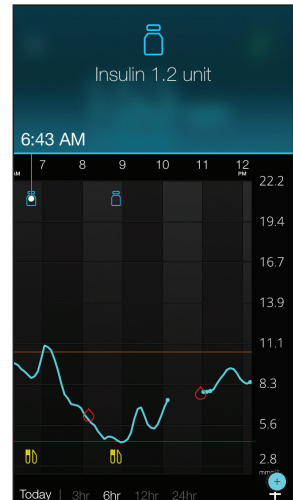 Insulin 1.2 unit
6:43 AM
7 8 9 10 11 12
AM PM
22.2
19.4
16.7
13.9
11.1
8.3
5.6
2.8
mmol/L
Today 3hr 6hr 12hr 24hr